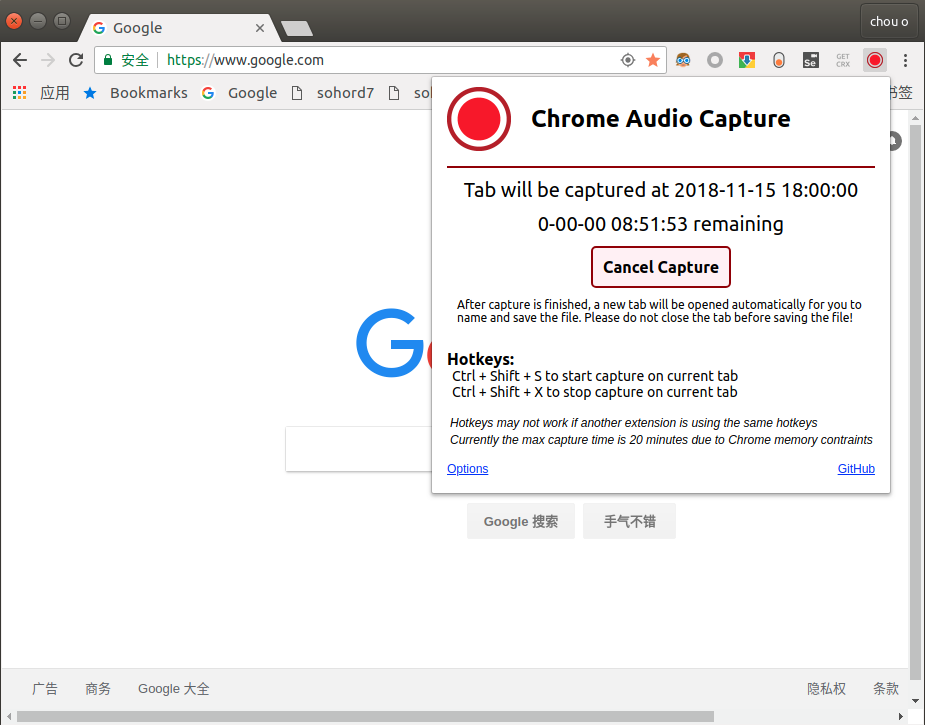 Google
chou o
安全
https://www.google.com
Se
GET
CRX
应用
Bookmarks
Google
sohord7
书签
Chrome Audio Capture
Tab will be captured at 2018-11-15 18:00:00
0-00-00 08:51:53 remaining
Cancel Capture
After capture is finished, a new tab will be opened automatically for you to
name and save the file. Please do not close the tab before saving the file!
Hotkeys:
Ctrl + Shift + S to start capture on current tab
Ctrl + Shift + X to stop capture on current tab
Hotkeys may not work if another extension is using the same hotkeys
Currently the max capture time is 20 minutes due to Chrome memory contraints
Options
GitHub
G
Google 搜索
手气不错
广告
商务
Google 大全
隐私权
条款